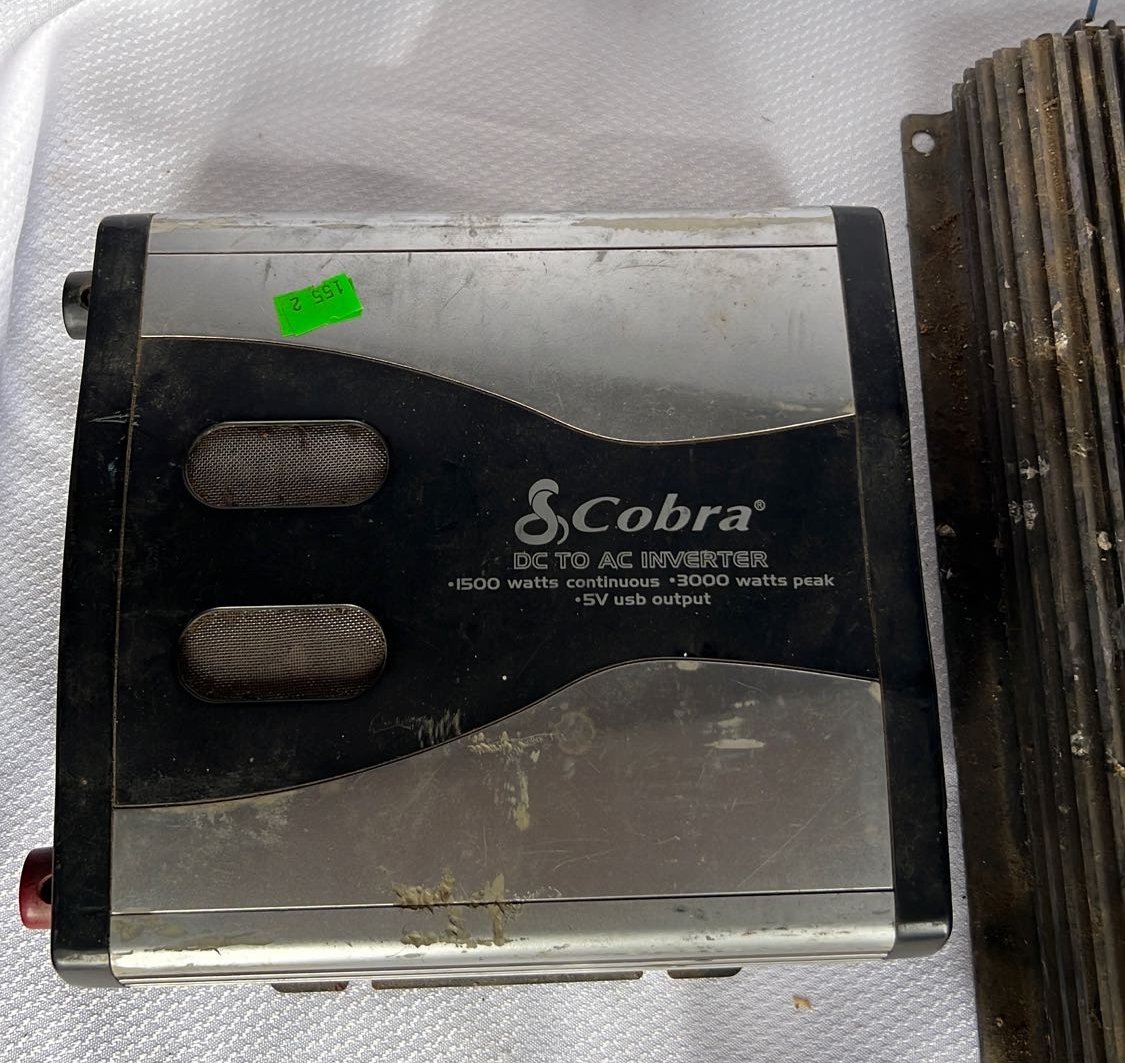 155 2
Cobra®
DC TO AC INVERTER
•1500 watts continuous •3000 watts peak
•5V usb output